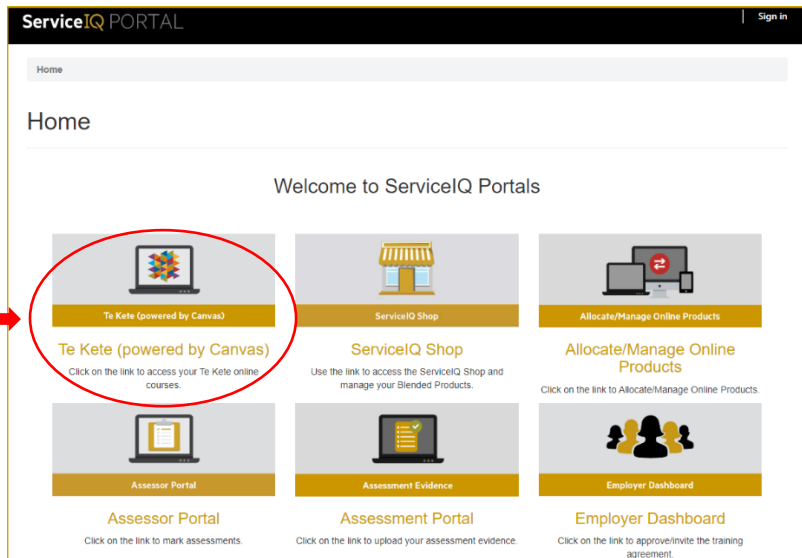 ServiceIQ PORTAL
Sign in
Home
Home
Welcome to ServiceIQ Portals
Te Kete (powered by Canvas)
Te Kete (powered by Canvas)
Click on the link to access your Te Kete online
courses.
ServiceIQ Shop
ServiceIQ Shop
Use the link to access the ServiceIQ Shop and
manage your Blended Products.
Allocate/Manage Online Products
Allocate/Manage Online
Products
Click on the link to Allocate/Manage Online Products.
Assessor Portal
Assessor Portal
Click on the link to mark assessments.
Assessment Evidence
Assessment Portal
Click on the link to upload your assessment evidence.
Employer Dashboard
Employer Dashboard
Click on the link to approve/invite the training
agreement.